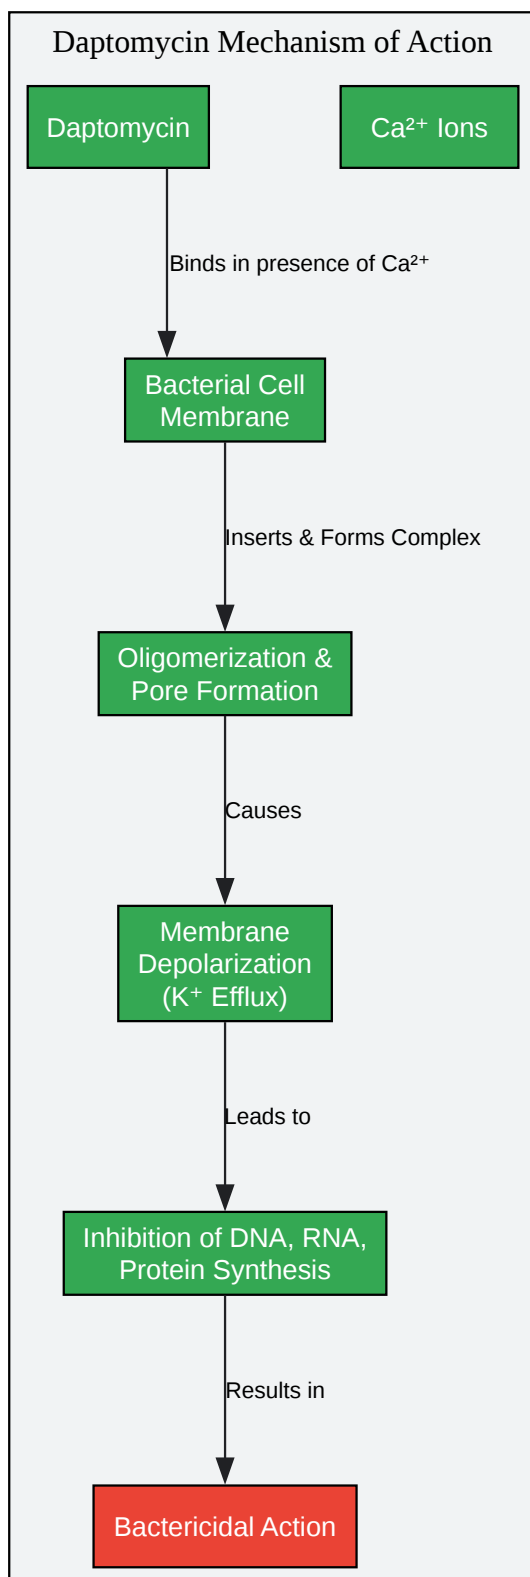 Daptomycin Mechanism of Action
Daptomycin
Ca²⁺ Ions
Binds in presence of Ca²⁺
Bacterial Cell
Membrane
Inserts & Forms Complex
Oligomerization &
Pore Formation
Causes
Membrane
Depolarization
(K⁺ Efflux)
Leads to
Inhibition of DNA, RNA,
Protein Synthesis
Results in
Bactericidal Action